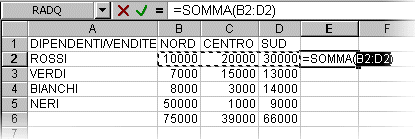 RADQ =SOMMA(B2:D2)
A B C D E F
1 DIPENDENTI\VENDITE NORD CENTRO SUD
2 ROSSI 10000 20000 30000 =SOMMA(B2:D2)
3 VERDI 7000 15000 13000
4 BIANCHI 8000 3000 14000
5 NERI 50000 1000 9000
6 75000 39000 66000